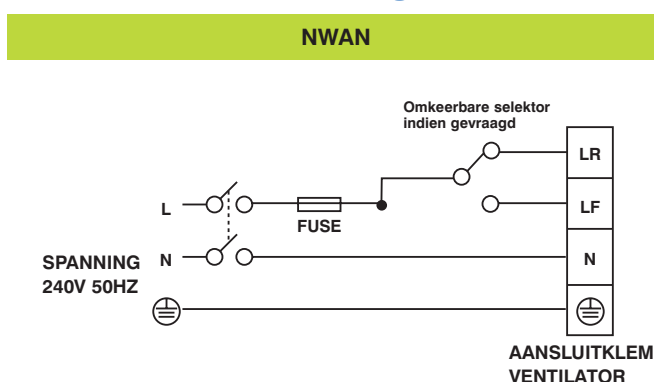 NWAN
Omkeerbare selektor
indien gevraagd
LR
L
LF
FUSE
SPANNING
240V 50HZ
N
N
AANSLUITKLEM
VENTILATOR